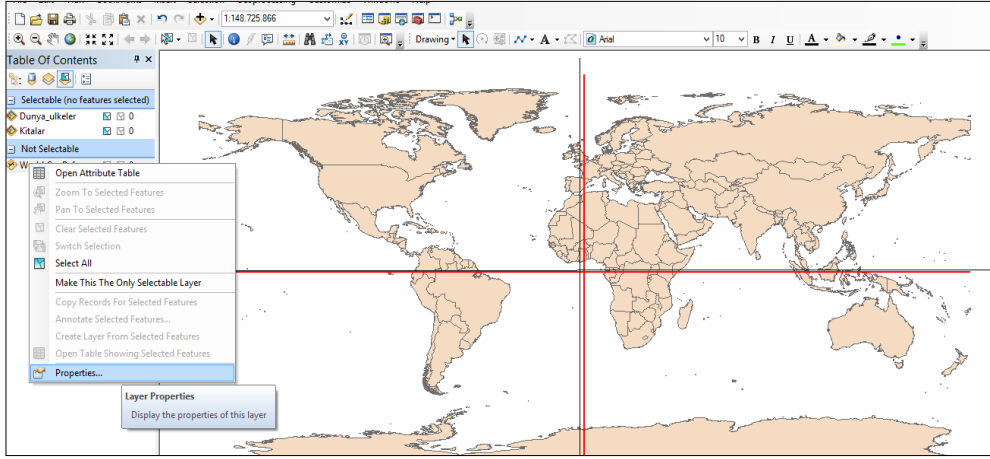 1:148.725.866
Drawing
Arial
10
B I U A
Table Of Contents
Selectable (no features selected)
Dunya_ulkeler 0
Kitalar 0
Not Selectable
Open Attribute Table
Zoom To Selected Features
Pan To Selected Features
Clear Selected Features
Switch Selection
Select All
Make This The Only Selectable Layer
Copy Records For Selected Features
Annotate Selected Features...
Create Layer From Selected Features
Open Table Showing Selected Features
Properties...
Layer Properties
Display the properties of this layer